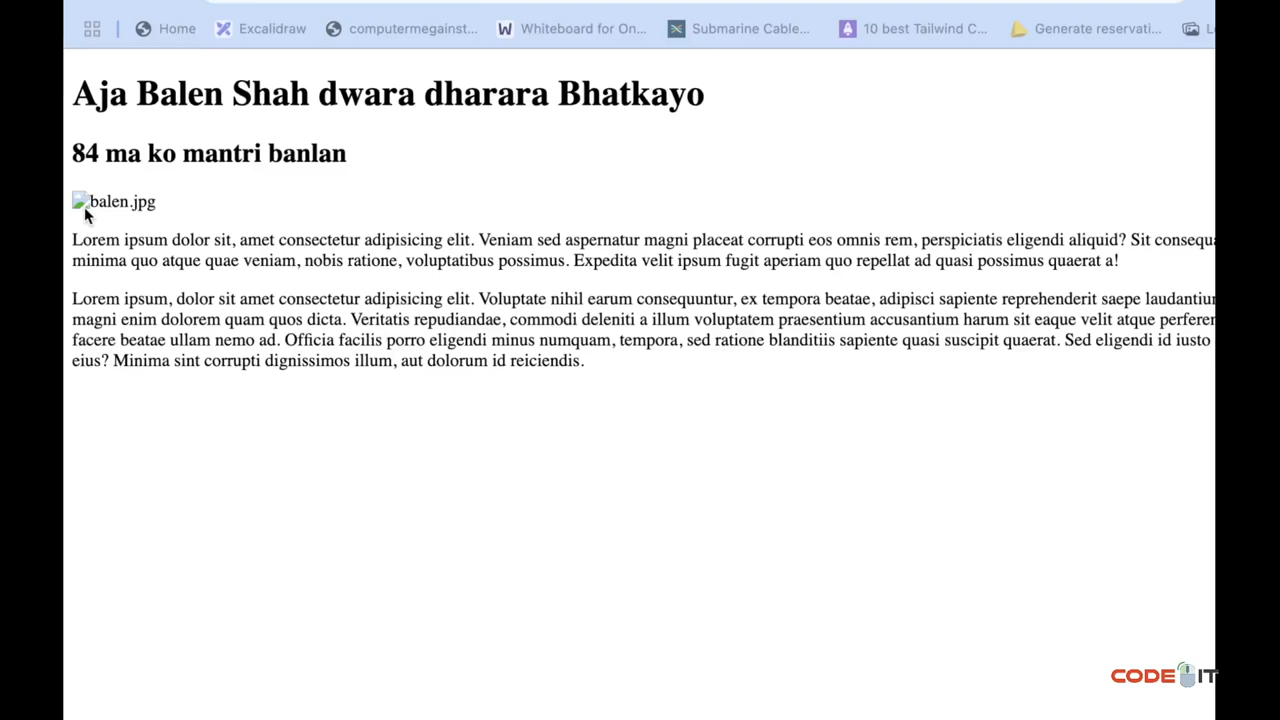 Home Excalidraw computermegainst... Whiteboard for On... Submarine Cable... 10 best Tailwind C... Generate reservati... L
Aja Balen Shah dwara dharara Bhatkayo
84 ma ko mantri banlan
balen.jpg
Lorem ipsum dolor sit, amet consectetur adipisicing elit. Veniam sed aspernatur magni placeat corrupti eos omnis rem, perspiciatis eligendi aliquid? Sit consequa
minima quo atque quae veniam, nobis ratione, voluptatibus possimus. Expedita velit ipsum fugit aperiam quo repellat ad quasi possimus quaerat a!
Lorem ipsum, dolor sit amet consectetur adipisicing elit. Voluptate nihil earum consequuntur, ex tempora beatae, adipisci sapiente reprehenderit saepe laudantiur
magni enim dolorem quam quos dicta. Veritatis repudiandae, commodi deleniti a illum voluptatem praesentium accusantium harum sit eaque velit atque perferer
facere beatae ullam nemo ad. Officia facilis porro eligendi minus numquam, tempora, sed ratione blanditiis sapiente quasi suscipit quaerat. Sed eligendi id iusto
eius? Minima sint corrupti dignissimos illum, aut dolorum id reiciendis.
CODE IT